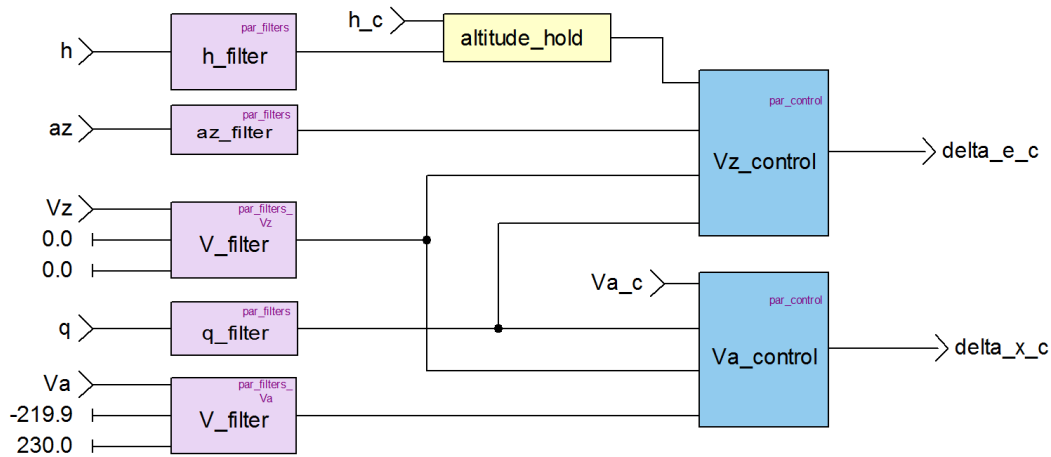 h_c
altitude_hold
par_filters
h
h_filter
par_filters
az
az_filter
par_control
Vz_control
delta_e_c
Vz
0.0
0.0
par_filters_
Vz
V_filter
Va_c
par_control
Va_control
delta_x_c
q
par_filters
q_filter
Va
-219.9
230.0
par_filters_
Va
V_filter